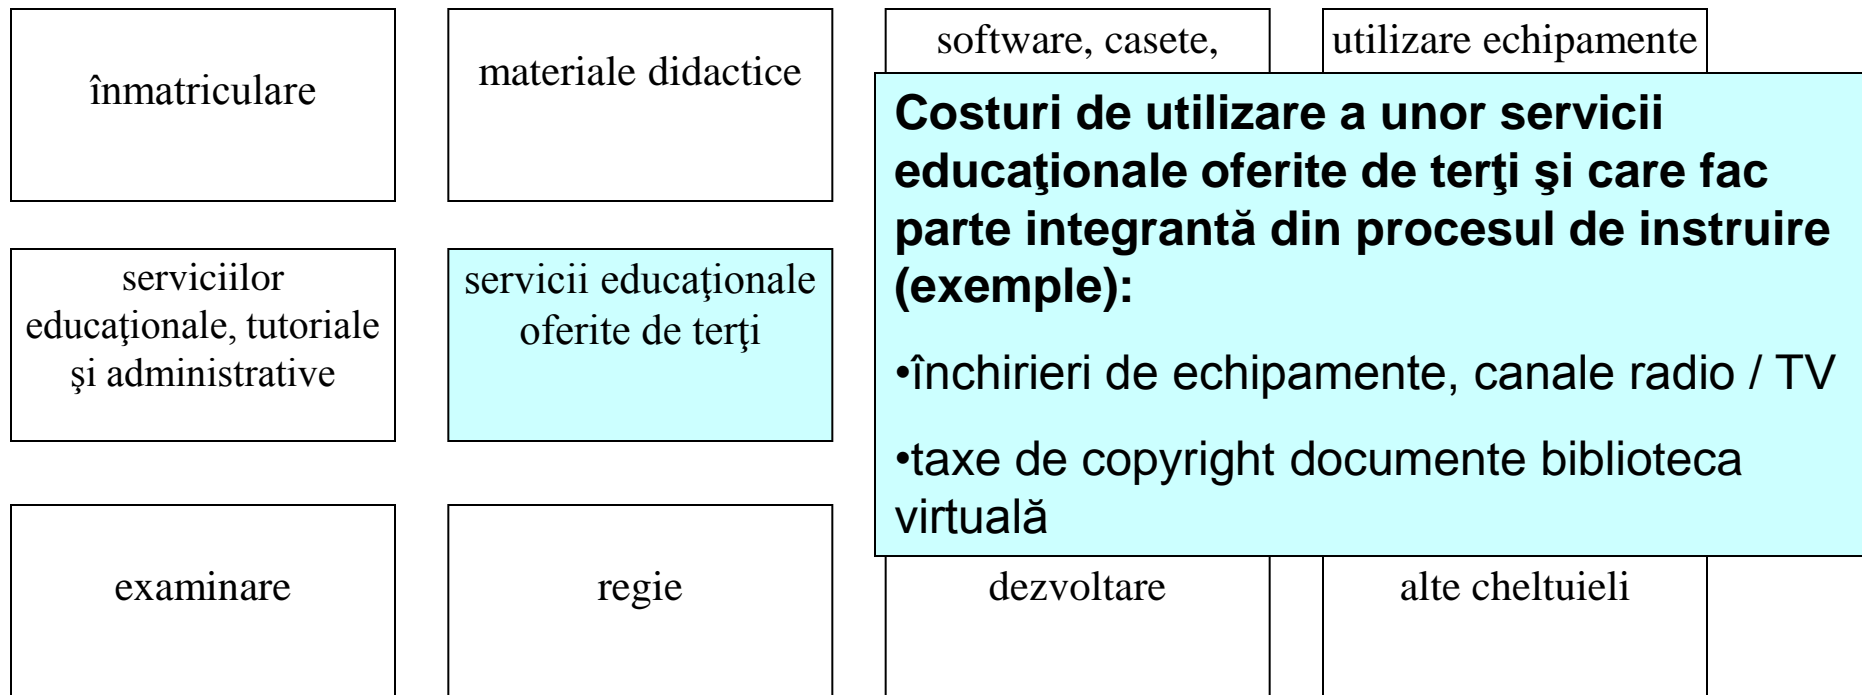 înmatriculare
materiale didactice
software, casete,
utilizare echipamente
serviciilor
educaţionale, tutoriale
şi administrative
servicii educaţionale
oferite de terţi
Costuri de utilizare a unor servicii
educaţionale oferite de terţi şi care fac
parte integrantă din procesul de instruire
(exemple):
•închirieri de echipamente, canale radio / TV
•taxe de copyright documente biblioteca
virtuală
examinare
regie
dezvoltare
alte cheltuieli